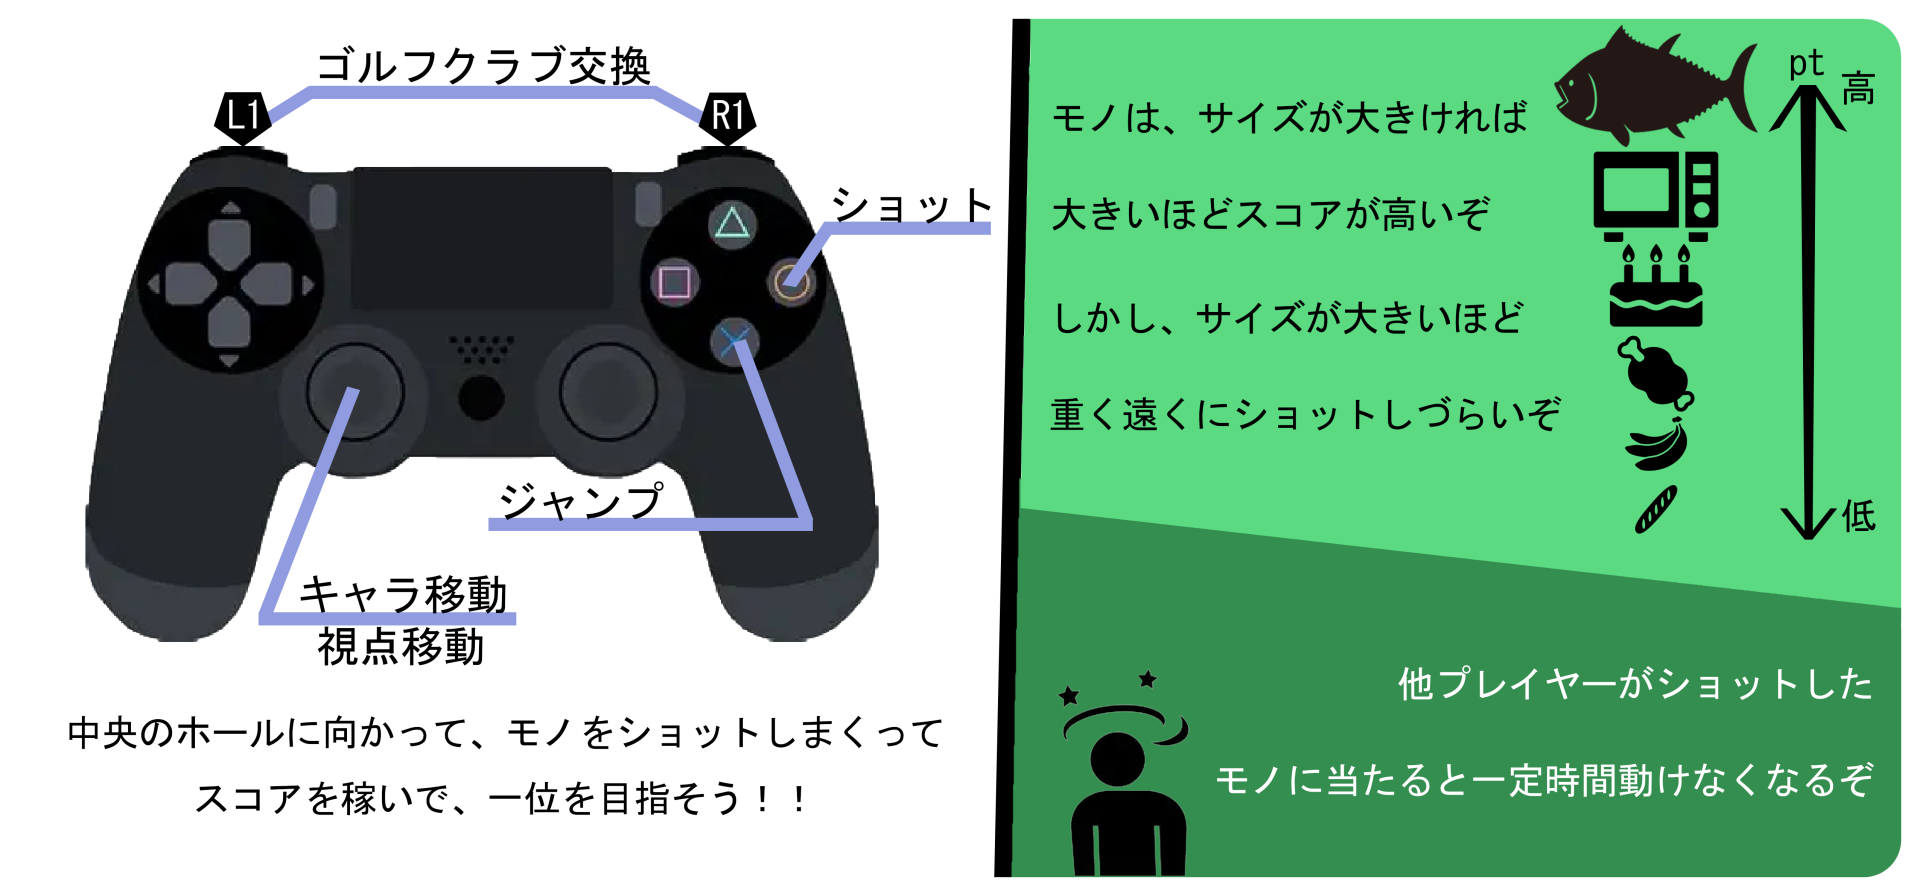 ゴルフクラブ交換
L1
R1
ショット
ジャンプ
キャラ移動
視点移動
中央のホールに向かって、モノをショットしまくって
スコアを稼いで、一位を目指そう！！
pt
高
モノは、サイズが大きければ
大きいほどスコアが高いぞ
しかし、サイズが大きいほど
重く遠くにショットしづらいぞ
低
他プレイヤーがショットした
モノに当たると一定時間動けなくなるぞ